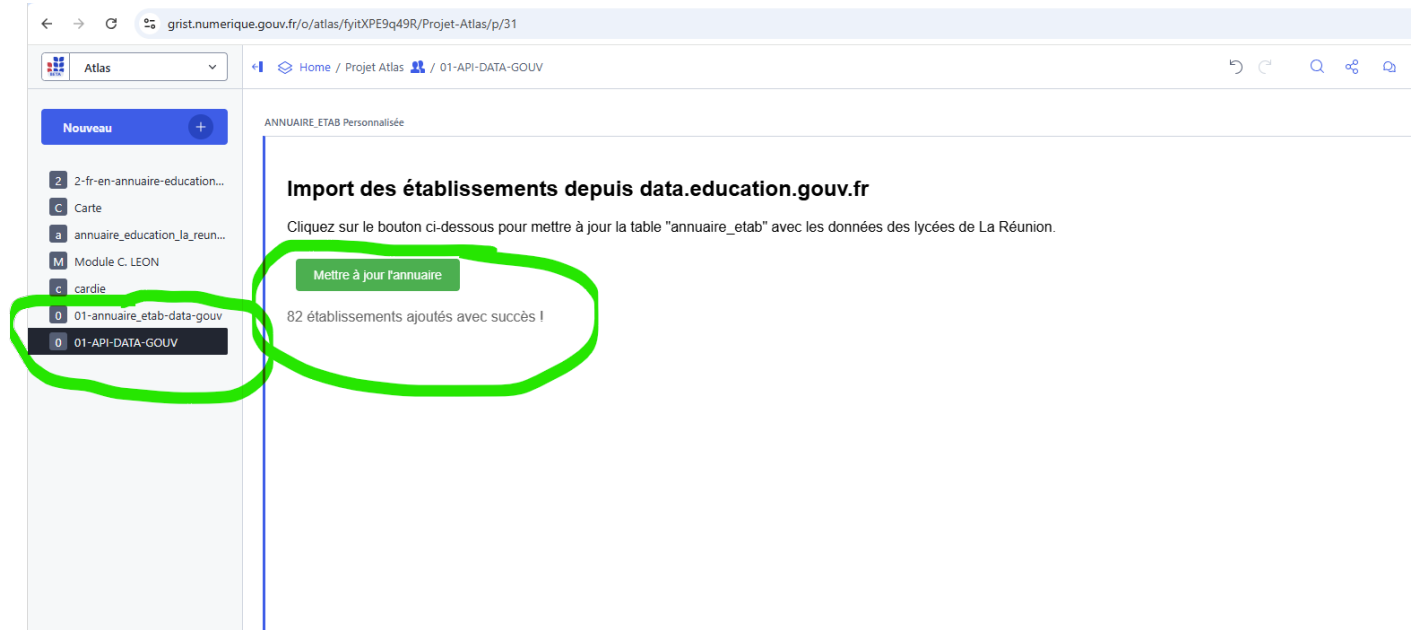 grist.numerique.gouv.fr/o/atlas/fyitXPE9q49R/Projet-Atlas/p/31
BETA
Atlas
Home / Projet Atlas / 01-API-DATA-GOUV
Nouveau +
ANNUAIRE_ETAB Personnalisée
2 2-fr-en-annuaire-education...
C Carte
a annuaire_education_la_reun...
M Module C. LEON
c cardie
0 01-annuaire_etab-data-gouv
0 01-API-DATA-GOUV
Import des établissements depuis data.education.gouv.fr
Cliquez sur le bouton ci-dessous pour mettre à jour la table "annuaire_etab" avec les données des lycées de La Réunion.
Mettre à jour l'annuaire
82 établissements ajoutés avec succès !